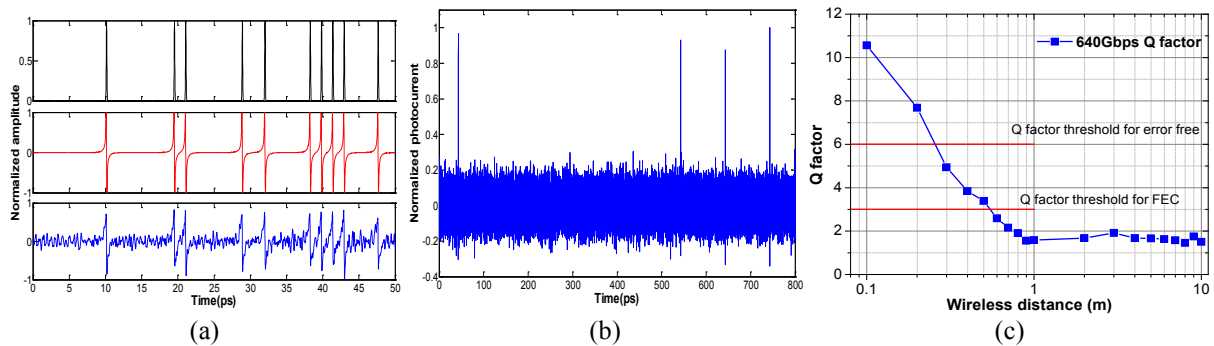 Normalized amplitude
1
0.5
0
1
0
-1
1
0
-1
0 5 10 15 20 25 30 35 40 45 50
Time(ps)
(a)
Normalized photocurrent
1
0.8
0.6
0.4
0.2
0
-0.2
-0.4
0 100 200 300 400 500 600 700 800
Time(ps)
(b)
Q factor
12
10
8
6
4
2
0
640Gbps Q factor
Q factor threshold for error free
Q factor threshold for FEC
0.1 1 10
Wireless distance (m)
(c)